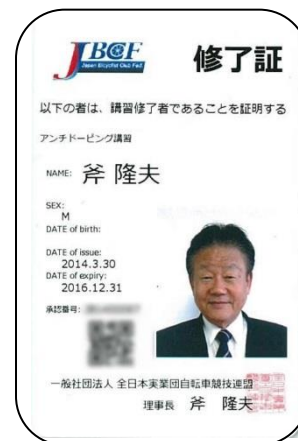 JBCF
Japan Bicyclist Club Fed.
修了証
以下の者は、講習修了者であることを証明する
アンチドーピング講習
NAME: 斧 隆夫
SEX:
M
DATE of birth:
DATE of issue:
2014.3.30
DATE of expiry:
2016.12.31
承認番号:
一般社団法人 全日本実業団自転車競技連盟
理事長 斧 隆夫